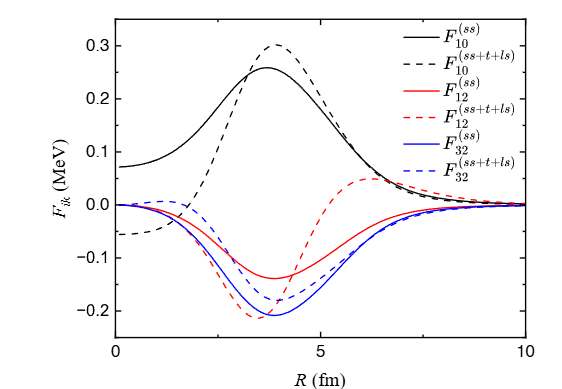 0.3
0.2
0.1
0.0
−0.1
−0.2
F_{ik} (MeV)
F_{10}^{(ss)}
F_{10}^{(ss+t+ls)}
F_{12}^{(ss)}
F_{12}^{(ss+t+ls)}
F_{32}^{(ss)}
F_{32}^{(ss+t+ls)}
0 5 10
R (fm)